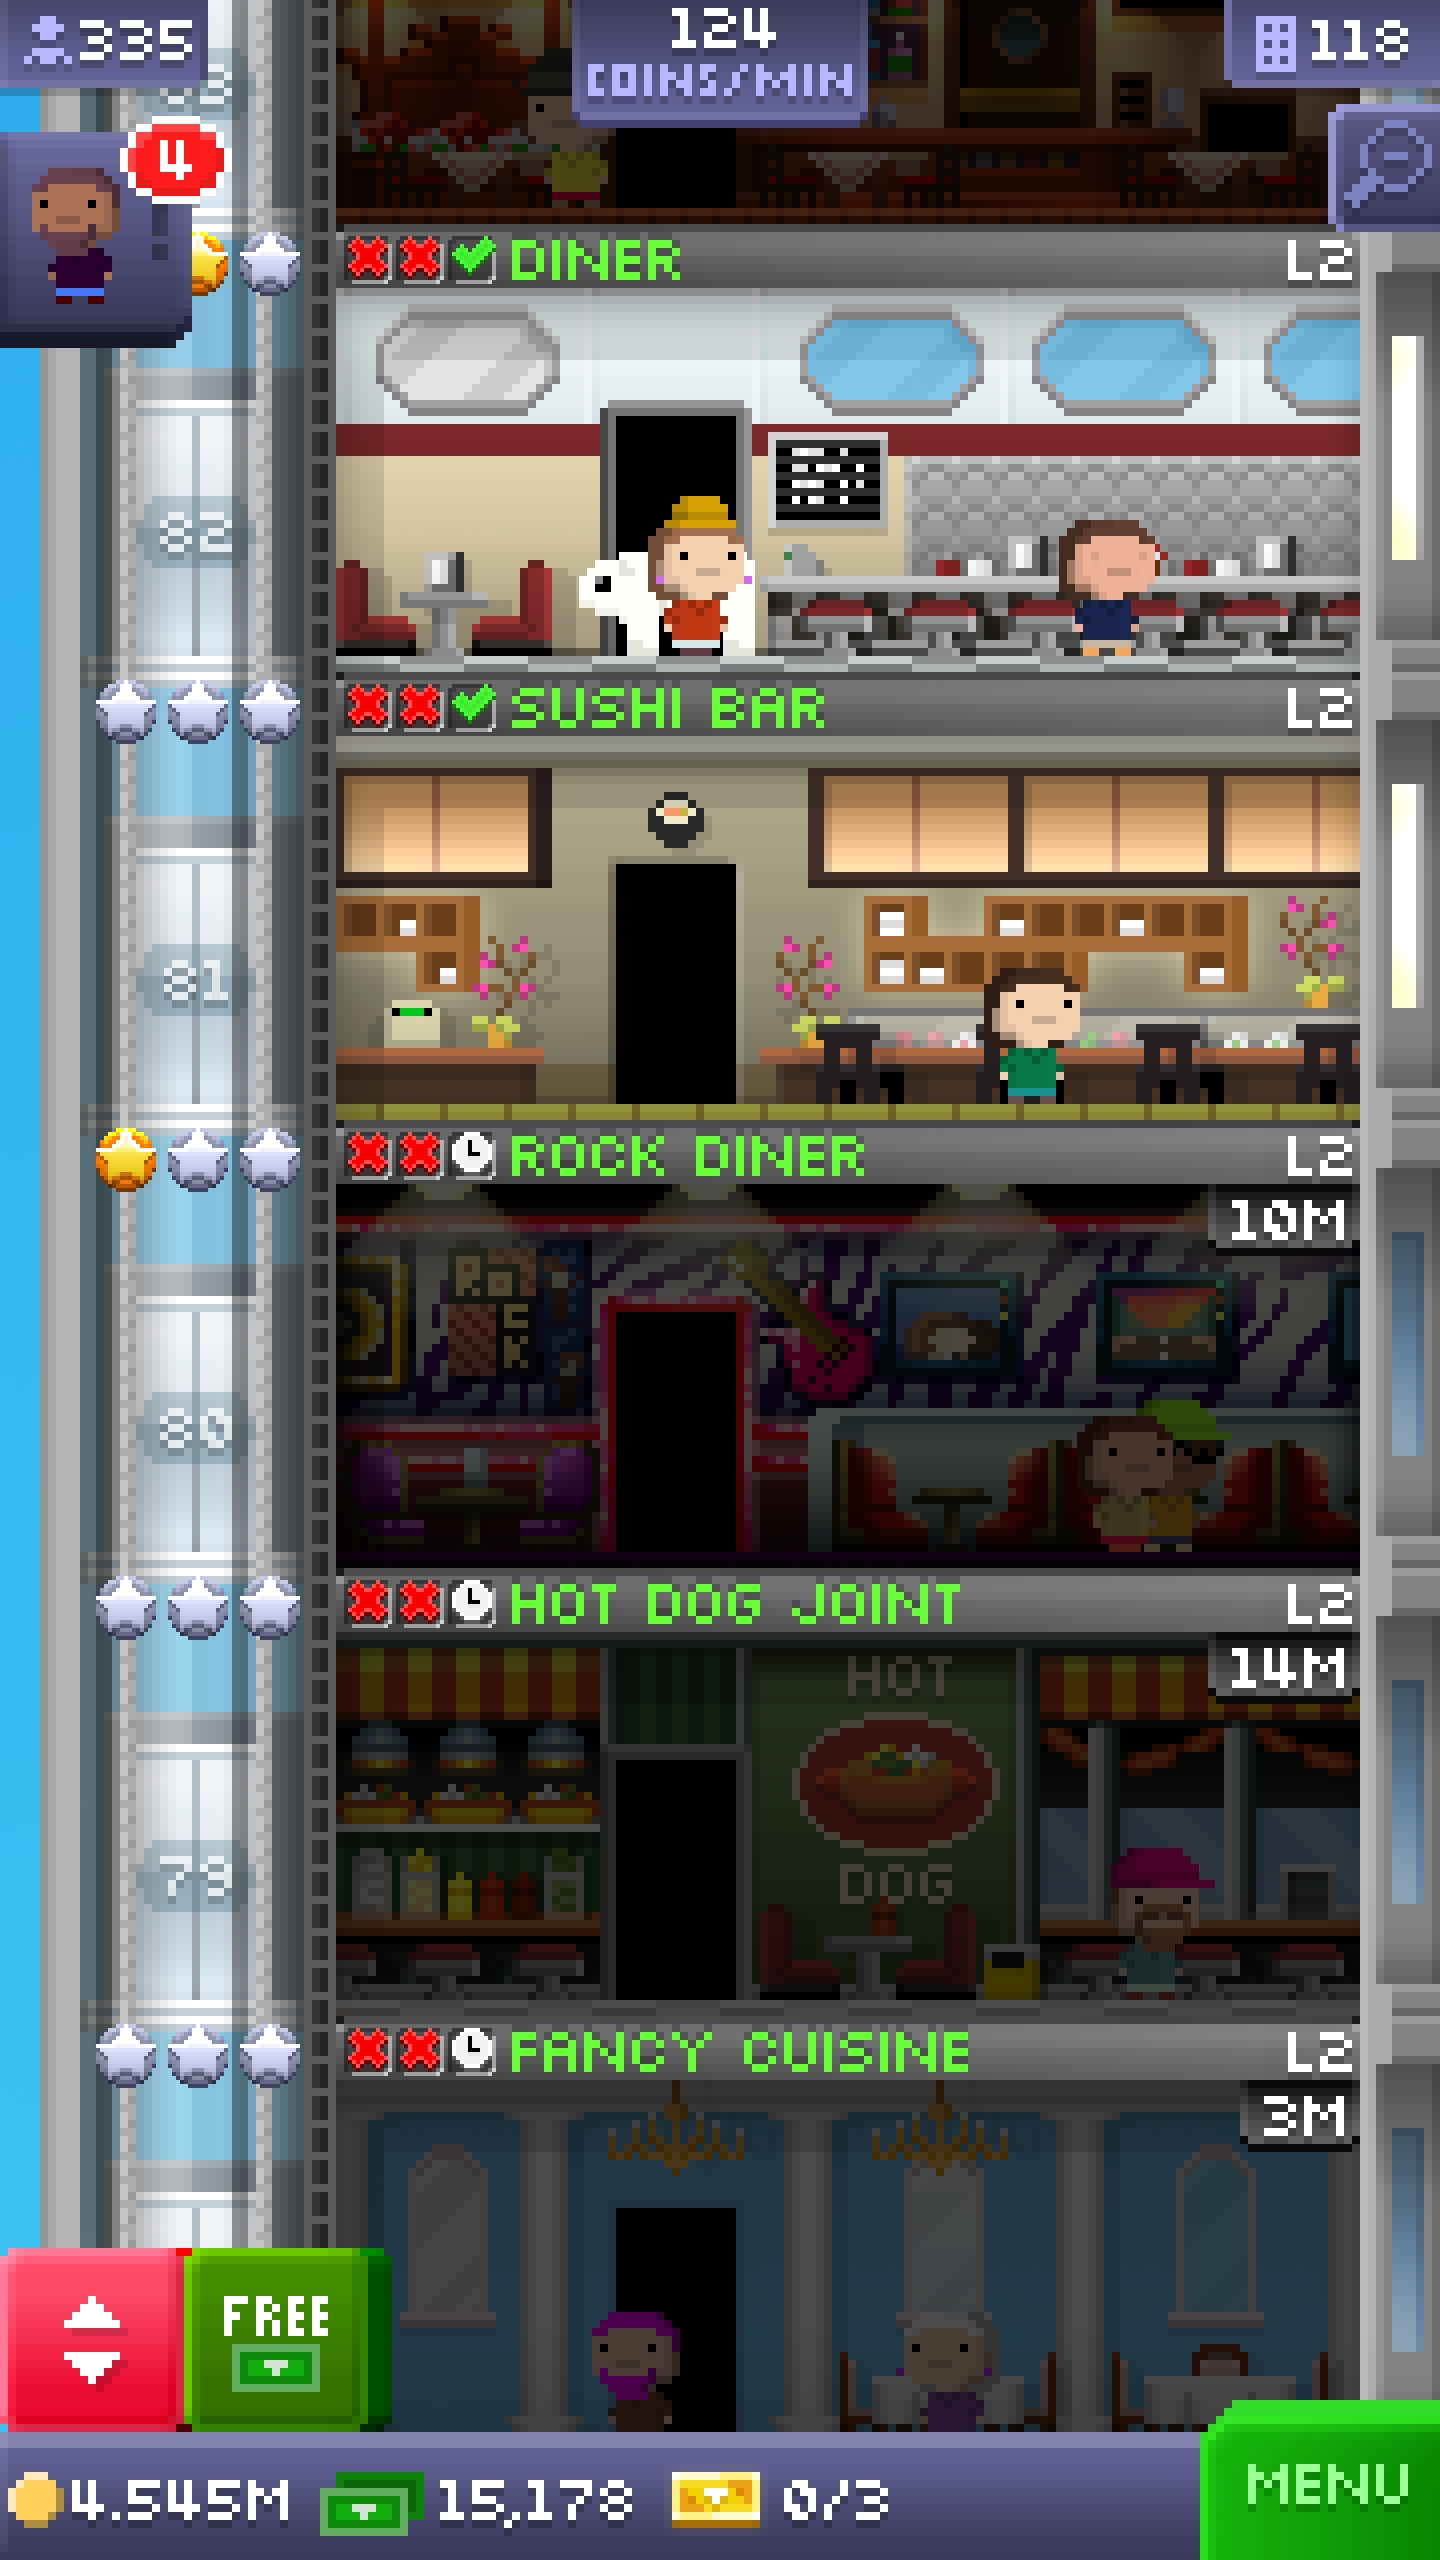 335
124
COINS/MIN
118
4
DINER
L2
82
SUSHI BAR
L2
81
ROCK DINER
L2
10M
80
HOT DOG JOINT
L2
14M
HOT
79
DOG
FANCY CUISINE
L2
3M
FREE
4.545M
15,178
0/3
MENU